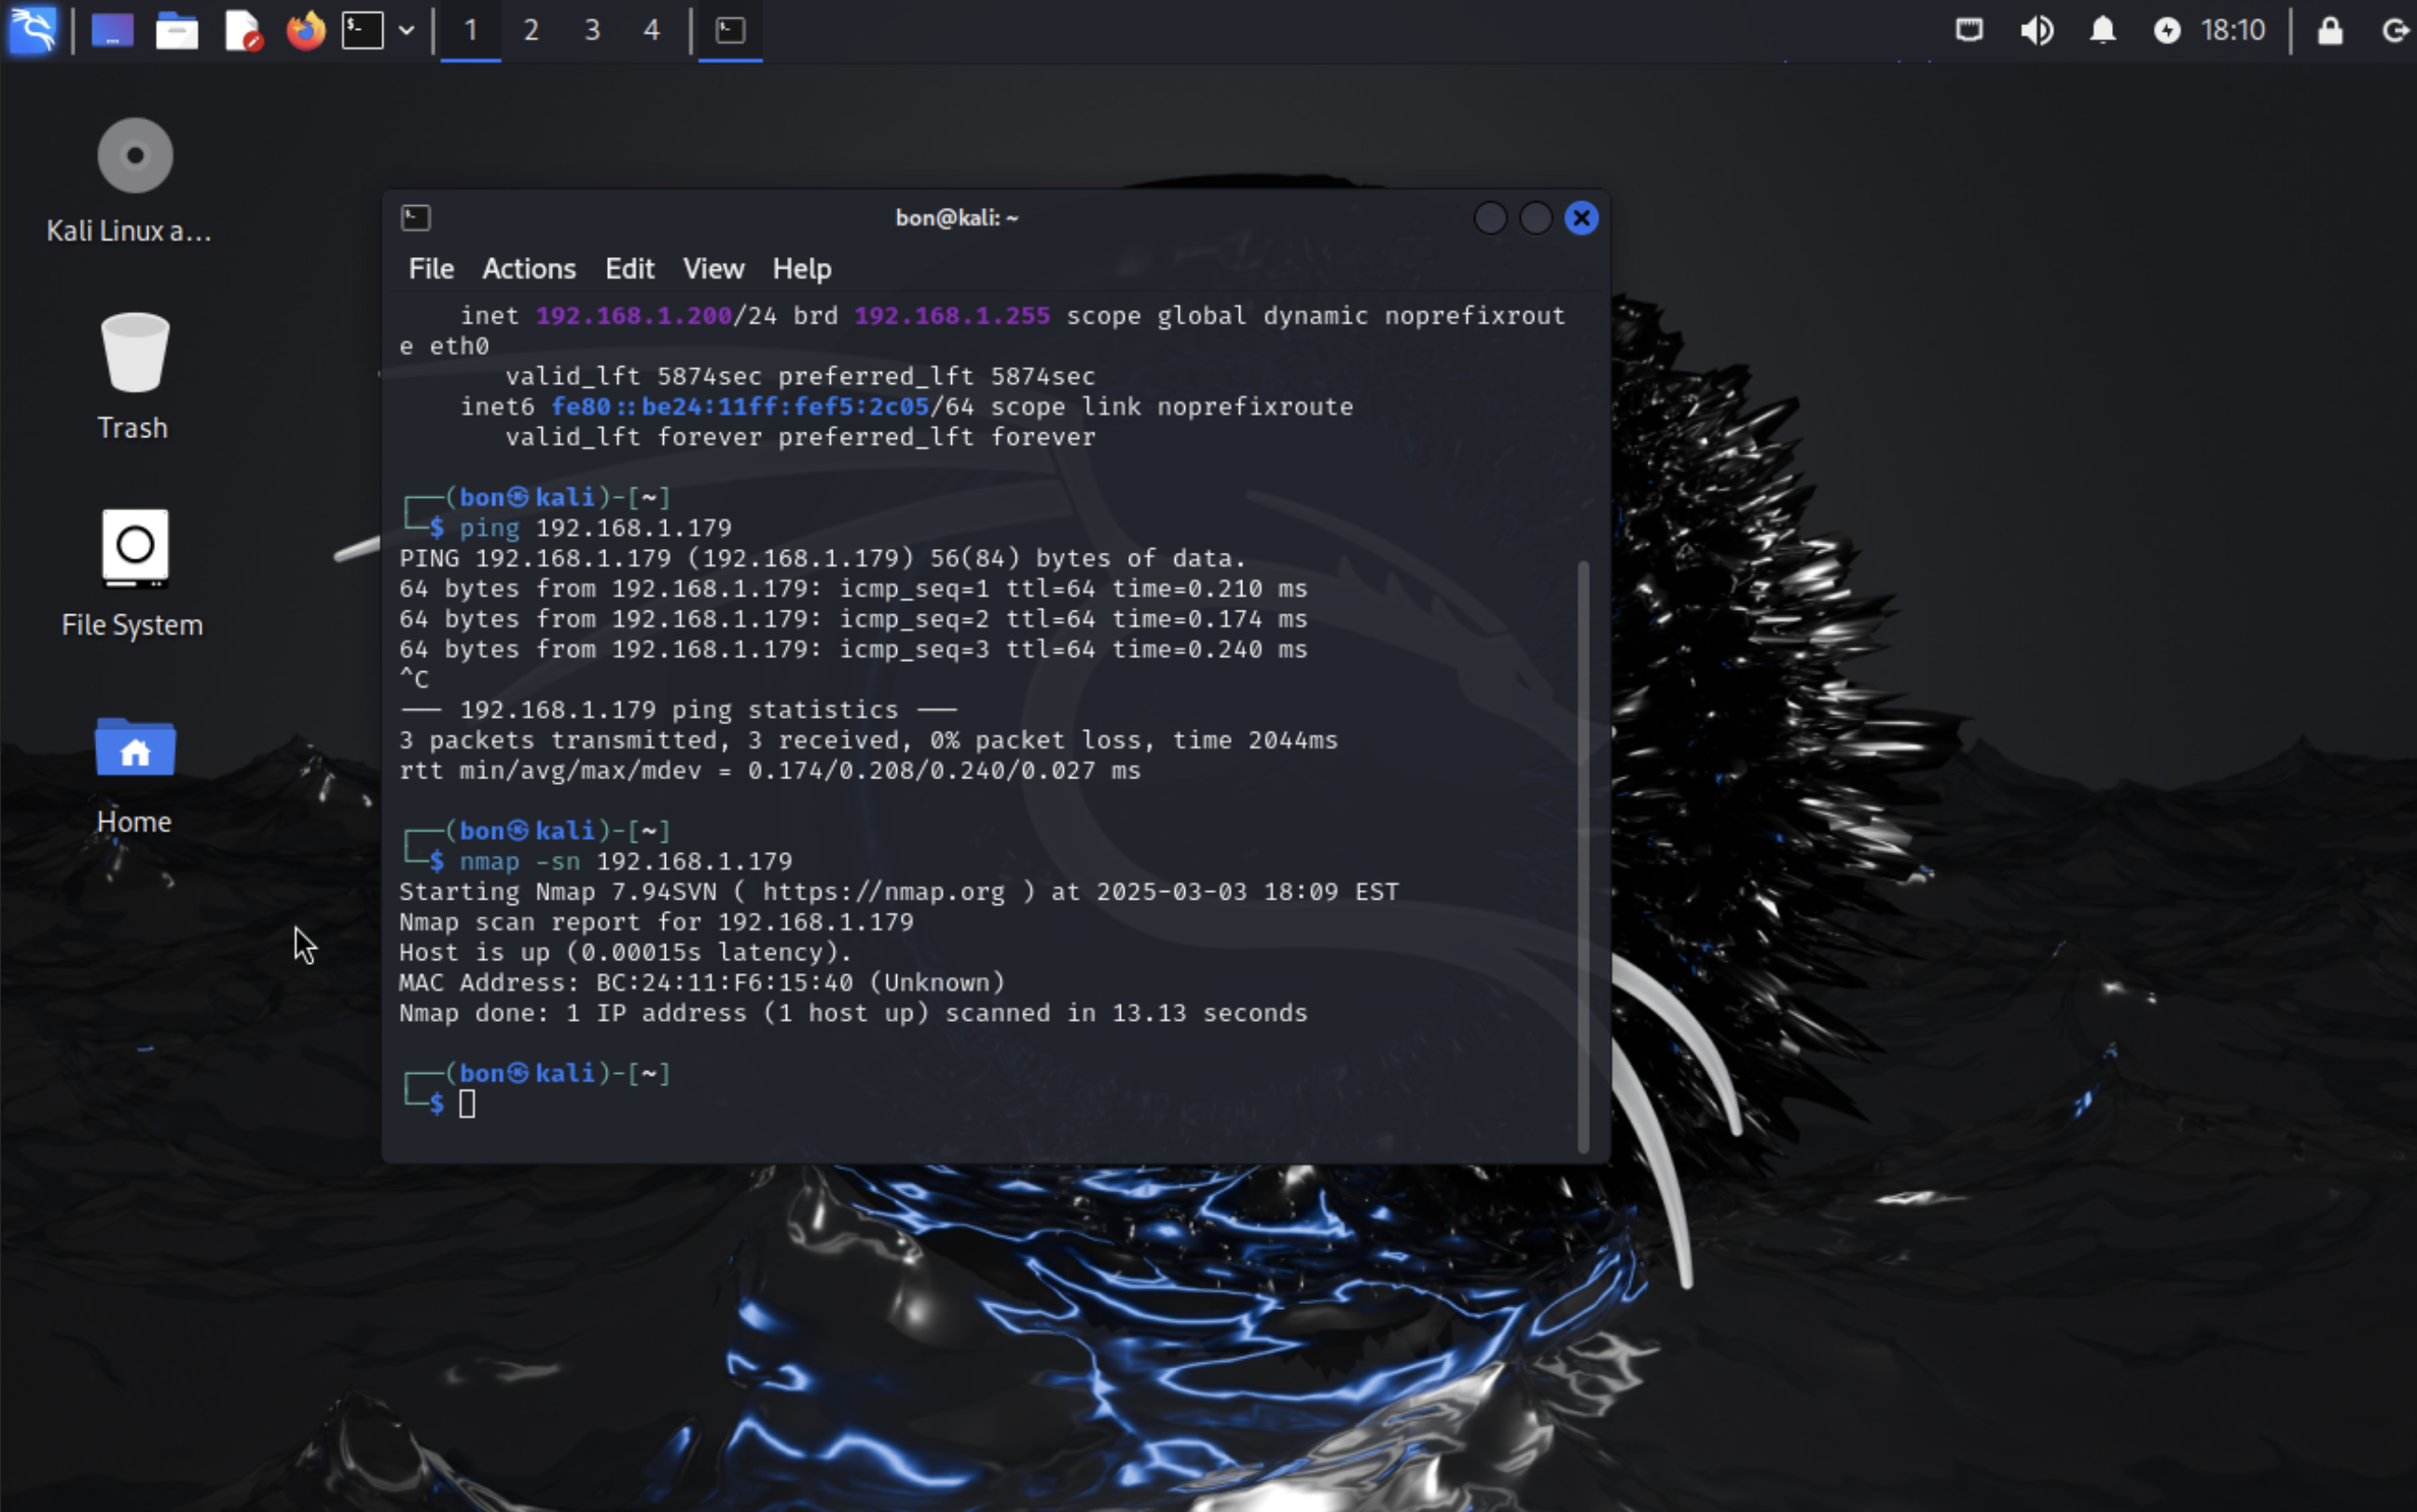 1 2 3 4 18:10
Kali Linux a...
Trash
File System
Home
bon@kali: ~
File Actions Edit View Help
inet 192.168.1.200/24 brd 192.168.1.255 scope global dynamic noprefixrout
e eth0
valid_lft 5874sec preferred_lft 5874sec
inet6 fe80::be24:11ff:fef5:2c05/64 scope link noprefixroute
valid_lft forever preferred_lft forever
┌──(bon㉿kali)-[~]
└─$ ping 192.168.1.179
PING 192.168.1.179 (192.168.1.179) 56(84) bytes of data.
64 bytes from 192.168.1.179: icmp_seq=1 ttl=64 time=0.210 ms
64 bytes from 192.168.1.179: icmp_seq=2 ttl=64 time=0.174 ms
64 bytes from 192.168.1.179: icmp_seq=3 ttl=64 time=0.240 ms
^C
--- 192.168.1.179 ping statistics ---
3 packets transmitted, 3 received, 0% packet loss, time 2044ms
rtt min/avg/max/mdev = 0.174/0.208/0.240/0.027 ms
┌──(bon㉿kali)-[~]
└─$ nmap -sn 192.168.1.179
Starting Nmap 7.94SVN ( https://nmap.org ) at 2025-03-03 18:09 EST
Nmap scan report for 192.168.1.179
Host is up (0.00015s latency).
MAC Address: BC:24:11:F6:15:40 (Unknown)
Nmap done: 1 IP address (1 host up) scanned in 13.13 seconds
┌──(bon㉿kali)-[~]
└─$